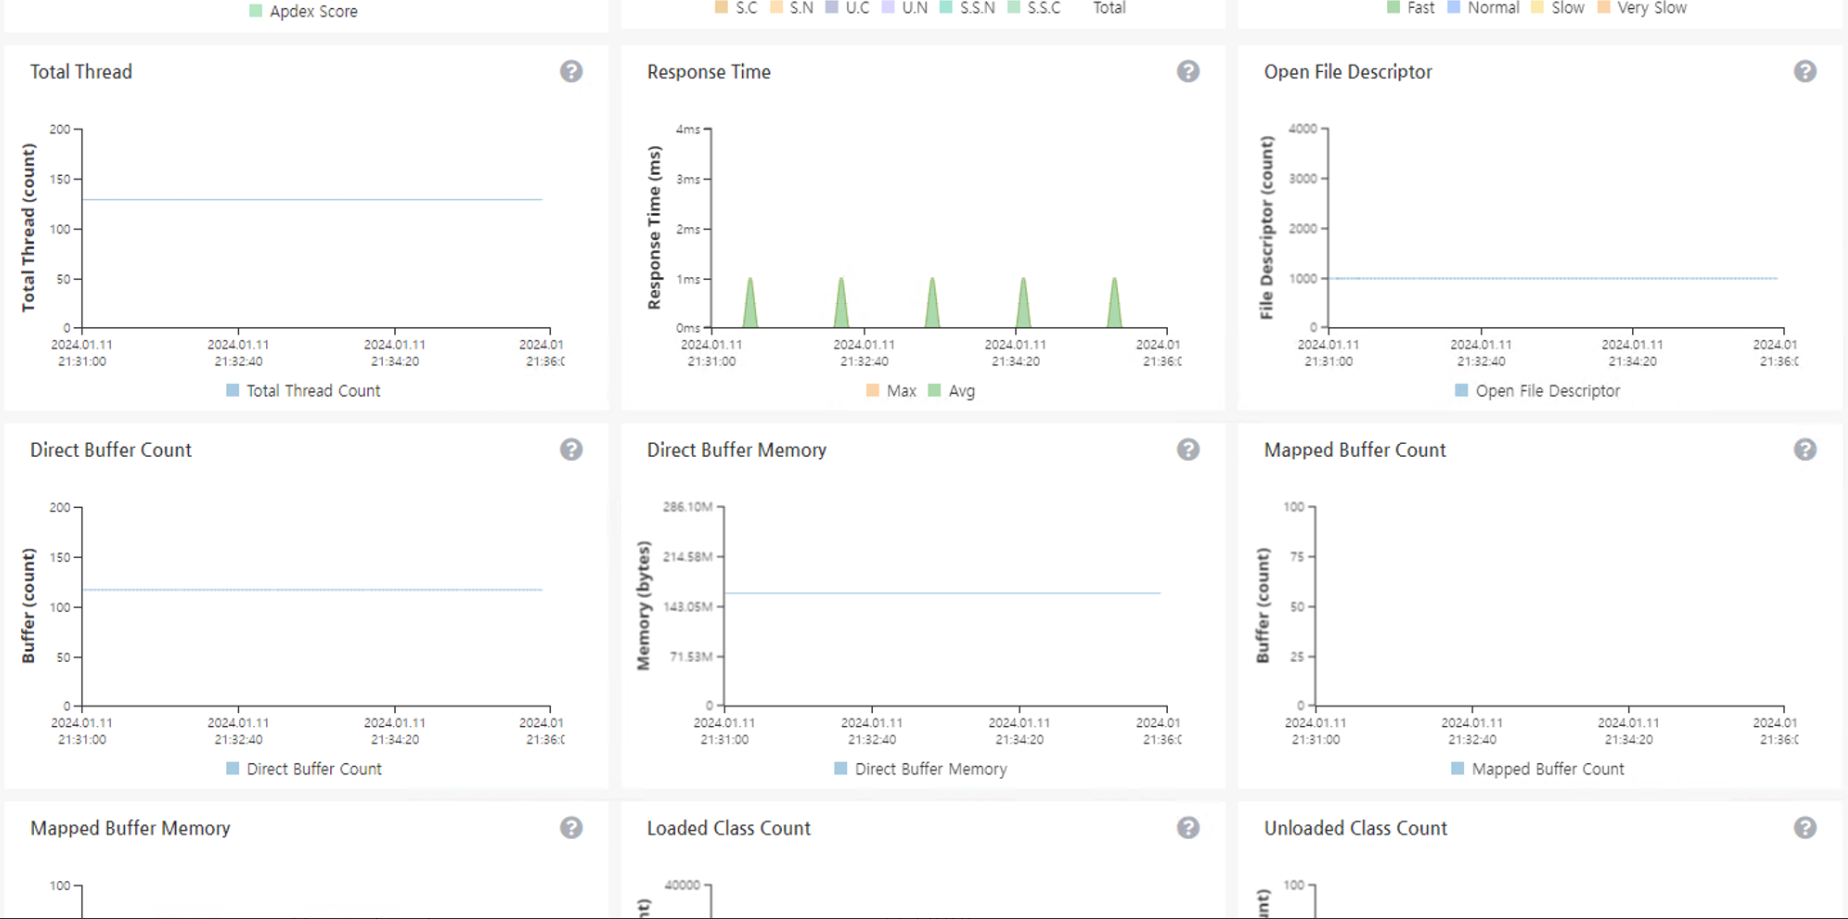 Apdex Score
S.C S.N U.C U.N S.S.N S.S.C Total
Fast Normal Slow Very Slow
Total Thread
Total Thread (count)
200
150
100
50
0
2024.01.11 2024.01.11 2024.01.11 2024.01
21:31:00 21:32:40 21:34:20 21:36:0
Total Thread Count
Response Time
Response Time (ms)
4ms
3ms
2ms
1ms
0ms
2024.01.11 2024.01.11 2024.01.11 2024.01
21:31:00 21:32:40 21:34:20 21:36:0
Max Avg
Open File Descriptor
File Descriptor (count)
4000
3000
2000
1000
0
2024.01.11 2024.01.11 2024.01.11 2024.01
21:31:00 21:32:40 21:34:20 21:36:0
Open File Descriptor
Direct Buffer Count
Buffer (count)
200
150
100
50
0
2024.01.11 2024.01.11 2024.01.11 2024.01
21:31:00 21:32:40 21:34:20 21:36:0
Direct Buffer Count
Direct Buffer Memory
Memory (bytes)
286.10M
214.58M
143.05M
71.53M
0
2024.01.11 2024.01.11 2024.01.11 2024.01
21:31:00 21:32:40 21:34:20 21:36:0
Direct Buffer Memory
Mapped Buffer Count
Buffer (count)
100
75
50
25
0
2024.01.11 2024.01.11 2024.01.11 2024.01
21:31:00 21:32:40 21:34:20 21:36:0
Mapped Buffer Count
Mapped Buffer Memory
100
Loaded Class Count
40000
Unloaded Class Count
100